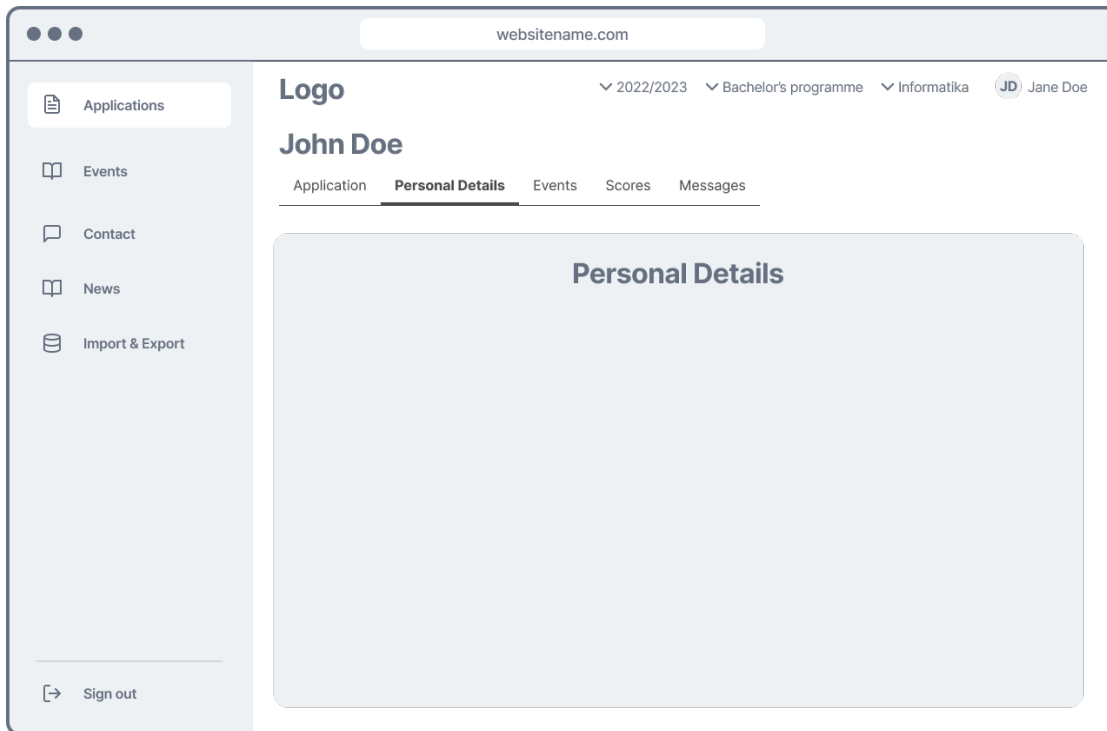 websitename.com
Applications
Events
Contact
News
Import & Export
Sign out
Logo
2022/2023 Bachelor's programme Informatika JD Jane Doe
John Doe
Application Personal Details Events Scores Messages
Personal Details